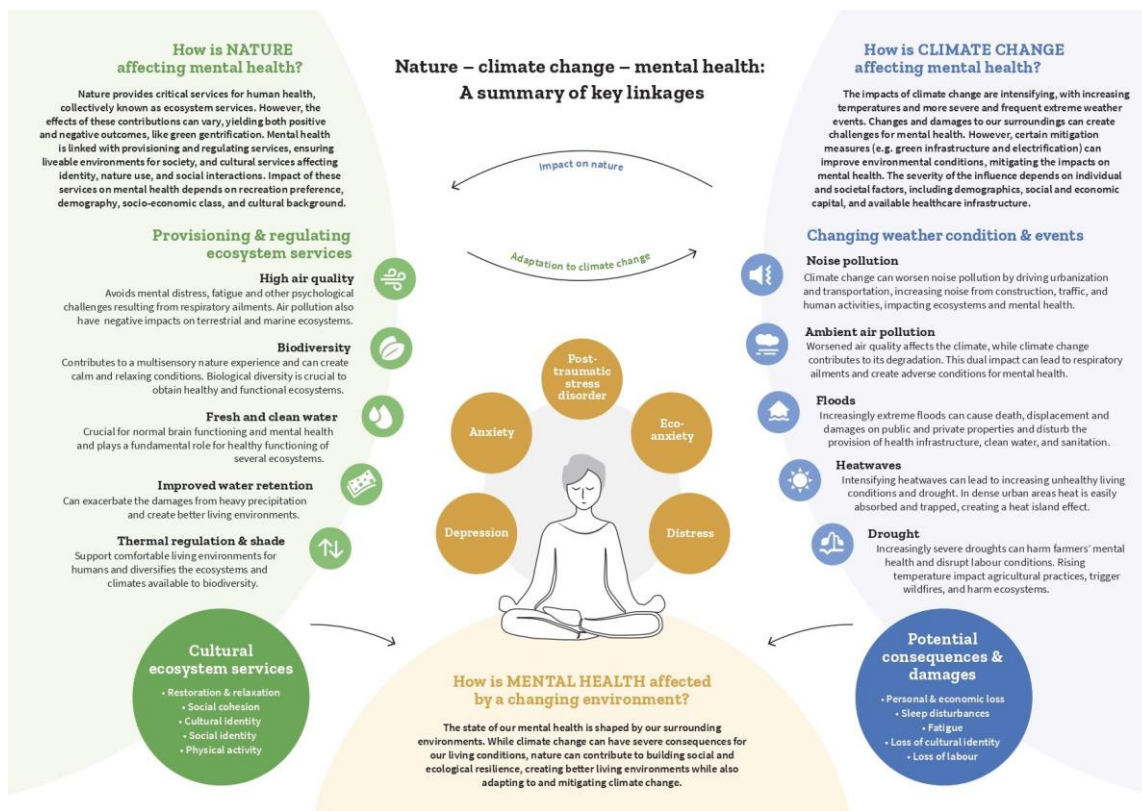 How is NATURE
affecting mental health?
Nature provides critical services for human health,
collectively known as ecosystem services. However, the
effects of these contributions can vary, yielding both positive
and negative outcomes, like green gentrification. Mental health
is linked with provisioning and regulating services, ensuring
liveable environments for society, and cultural services affecting
identity, nature use, and social interactions. Impact of these
services on mental health depends on recreation preference,
demography, socio-economic class, and cultural background.
Provisioning & regulating
ecosystem services
High air quality
Avoids mental distress, fatigue and other psychological
challenges resulting from respiratory ailments. Air pollution also
have negative impacts on terrestrial and marine ecosystems.
Biodiversity
Contributes to a multisensory nature experience and can create
calm and relaxing conditions. Biological diversity is crucial to
obtain healthy and functional ecosystems.
Fresh and clean water
Crucial for normal brain functioning and mental health
and plays a fundamental role for healthy functioning of
several ecosystems.
Improved water retention
Can exacerbate the damages from heavy precipitation
and create better living environments.
Thermal regulation & shade
Support comfortable living environments for
humans and diversifies the ecosystems and
climates available to biodiversity.
Cultural
ecosystem services
• Restoration & relaxation
• Social cohesion
• Cultural identity
• Social identity
• Physical activity
Nature – climate change – mental health:
A summary of key linkages
Impact on nature
Adaptation to climate change
Post-
traumatic
stress
disorder
Anxiety
Eco-
anxiety
Depression
Distress
How is MENTAL HEALTH affected
by a changing environment?
The state of our mental health is shaped by our surrounding
environments. While climate change can have severe consequences for
our living conditions, nature can contribute to building social and
ecological resilience, creating better living environments while also
adapting to and mitigating climate change.
How is CLIMATE CHANGE
affecting mental health?
The impacts of climate change are intensifying, with increasing
temperatures and more severe and frequent extreme weather
events. Changes and damages to our surroundings can create
challenges for mental health. However, certain mitigation
measures (e.g. green infrastructure and electrification) can
improve environmental conditions, mitigating the impacts on
mental health. The severity of the influence depends on individual
and societal factors, including demographics, social and economic
capital, and available healthcare infrastructure.
Changing weather condition & events
Noise pollution
Climate change can worsen noise pollution by driving urbanization
and transportation, increasing noise from construction, traffic, and
human activities, impacting ecosystems and mental health.
Ambient air pollution
Worsened air quality affects the climate, while climate change
contributes to its degradation. This dual impact can lead to respiratory
ailments and create adverse conditions for mental health.
Floods
Increasingly extreme floods can cause death, displacement and
damages on public and private properties and disturb the
provision of health infrastructure, clean water, and sanitation.
Heatwaves
Intensifying heatwaves can lead to increasing unhealthy living
conditions and drought. In dense urban areas heat is easily
absorbed and trapped, creating a heat island effect.
Drought
Increasingly severe droughts can harm farmers' mental
health and disrupt labour conditions. Rising
temperature impact agricultural practices, trigger
wildfires, and harm ecosystems.
Potential
consequences &
damages
• Personal & economic loss
• Sleep disturbances
• Fatigue
• Loss of cultural identity
• Loss of labour